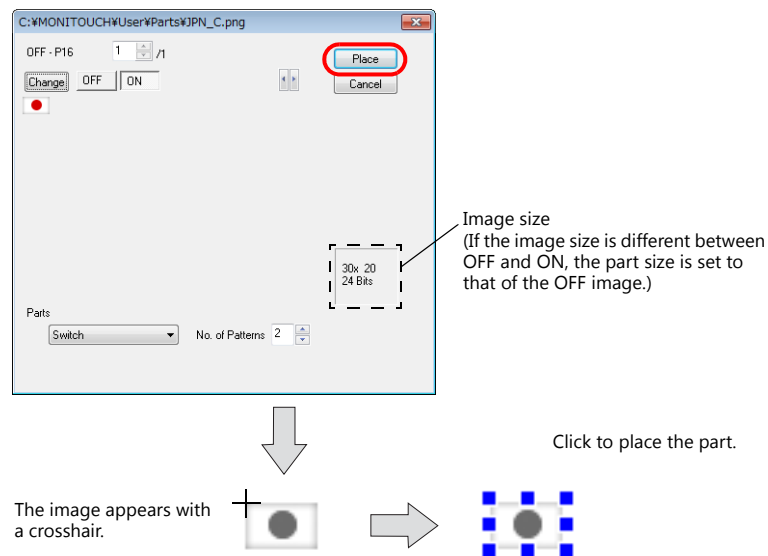 C:¥MONITOUCH¥User¥Parts¥JPN_C.png
OFF - P16 1 /1
Place
Change OFF ON
Cancel
Image size
(If the image size is different between
OFF and ON, the part size is set to
that of the OFF image.)
30x 20
24 Bits
Parts
Switch No. of Patterns 2
Click to place the part.
The image appears with
a crosshair.